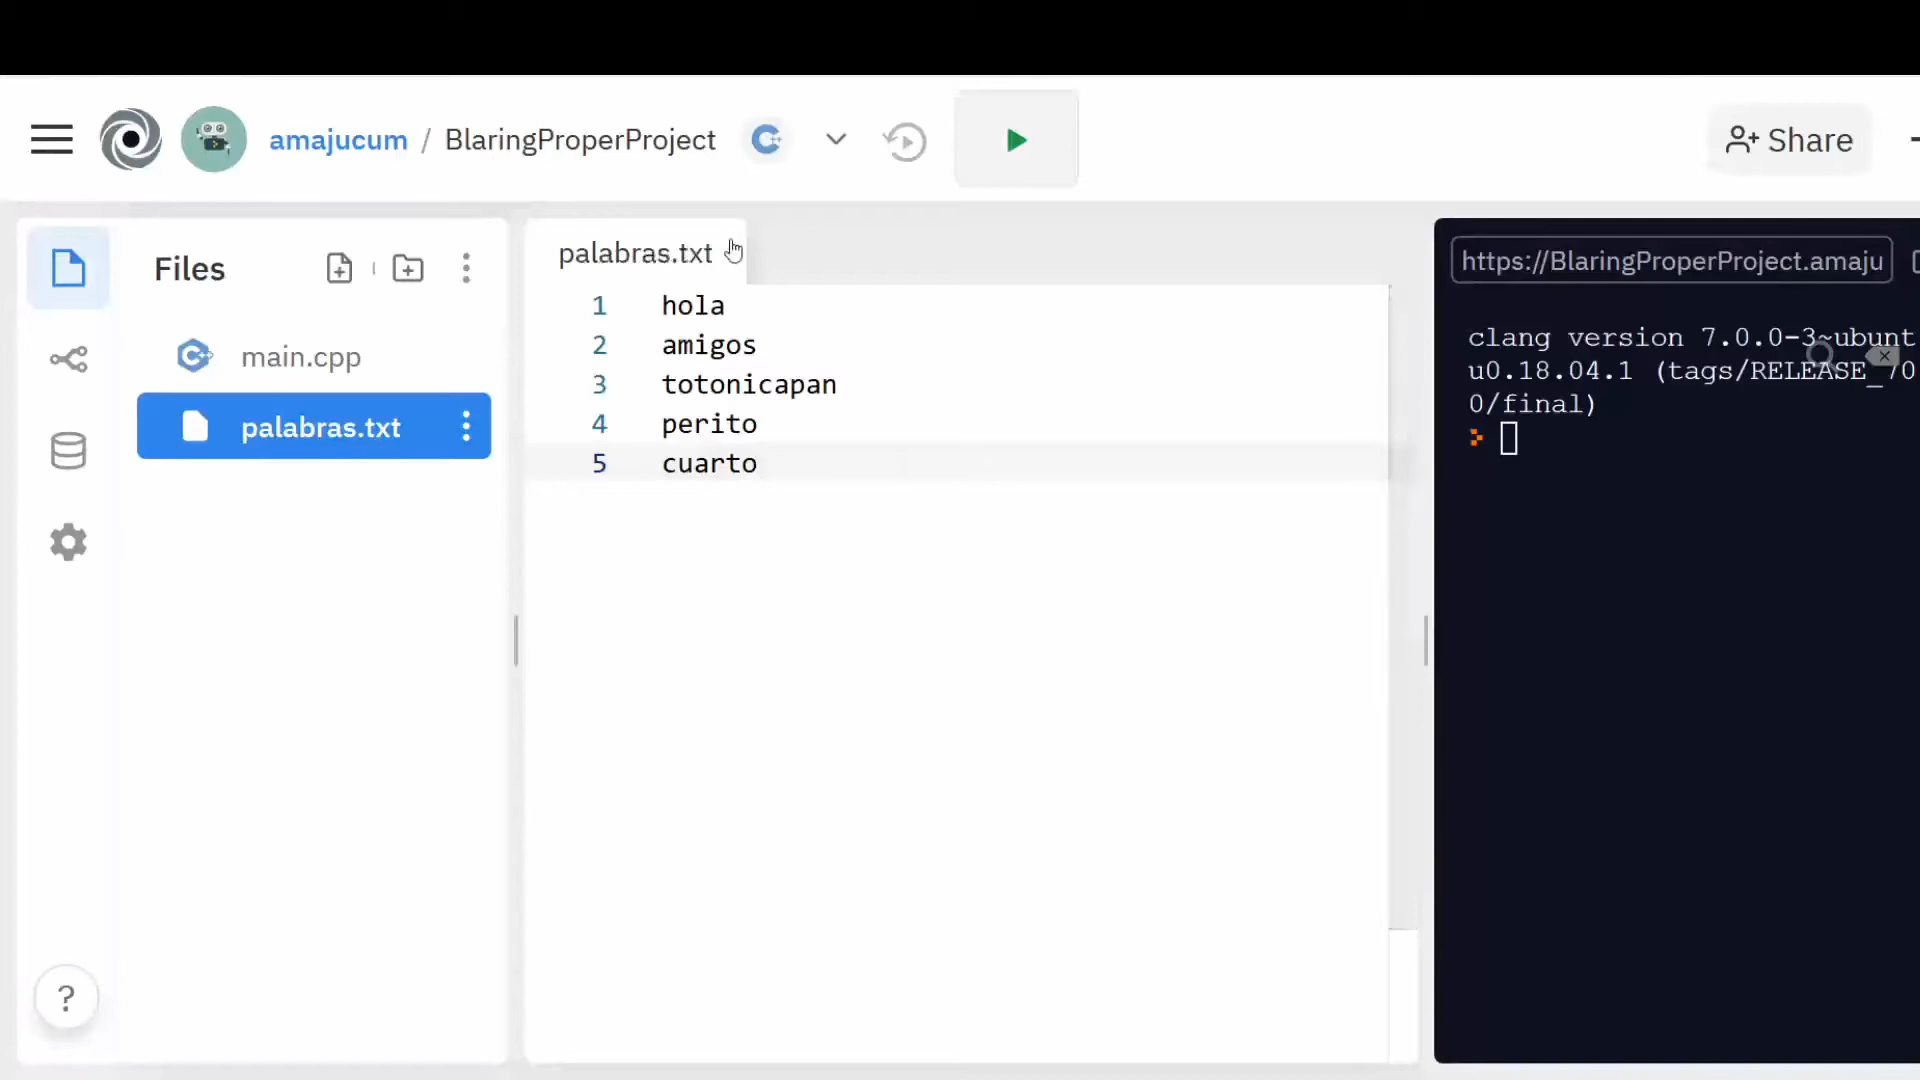 amajucum / BlaringProperProject
Share
Files
main.cpp
palabras.txt
palabras.txt
1 hola
2 amigos
3 totonicapan
4 perito
5 cuarto
https://BlaringProperProject.amaju
clang version 7.0.0-3~ubunt
u0.18.04.1 (tags/RELEASE_70
0/final)
?